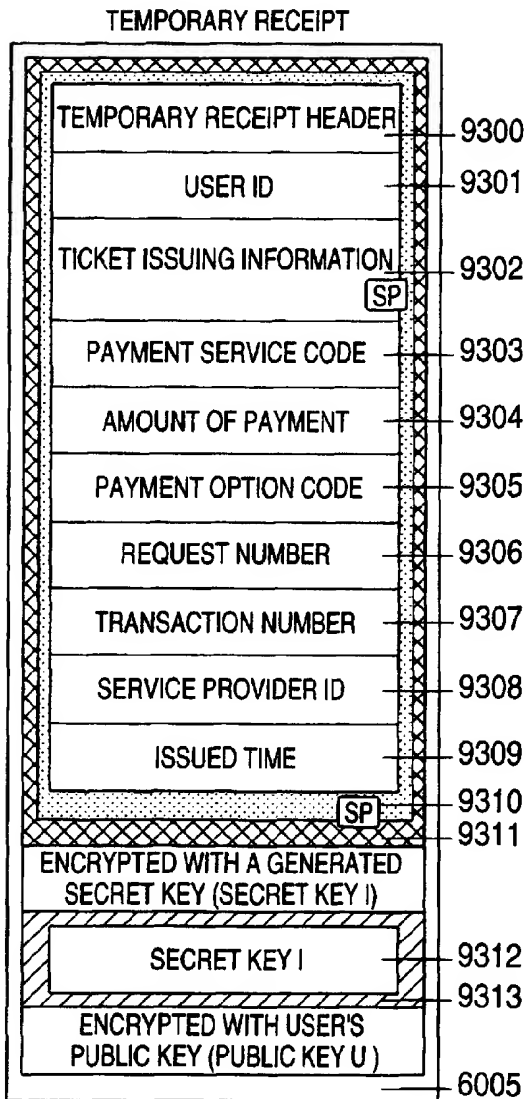 TEMPORARY RECEIPT
TEMPORARY RECEIPT HEADER 9300
USER ID 9301
TICKET ISSUING INFORMATION 9302
SP
PAYMENT SERVICE CODE 9303
AMOUNT OF PAYMENT 9304
PAYMENT OPTION CODE 9305
REQUEST NUMBER 9306
TRANSACTION NUMBER 9307
SERVICE PROVIDER ID 9308
ISSUED TIME 9309
SP 9310
9311
ENCRYPTED WITH A GENERATED
SECRET KEY (SECRET KEY I)
SECRET KEY I 9312
9313
ENCRYPTED WITH USER'S
PUBLIC KEY (PUBLIC KEY U )
6005